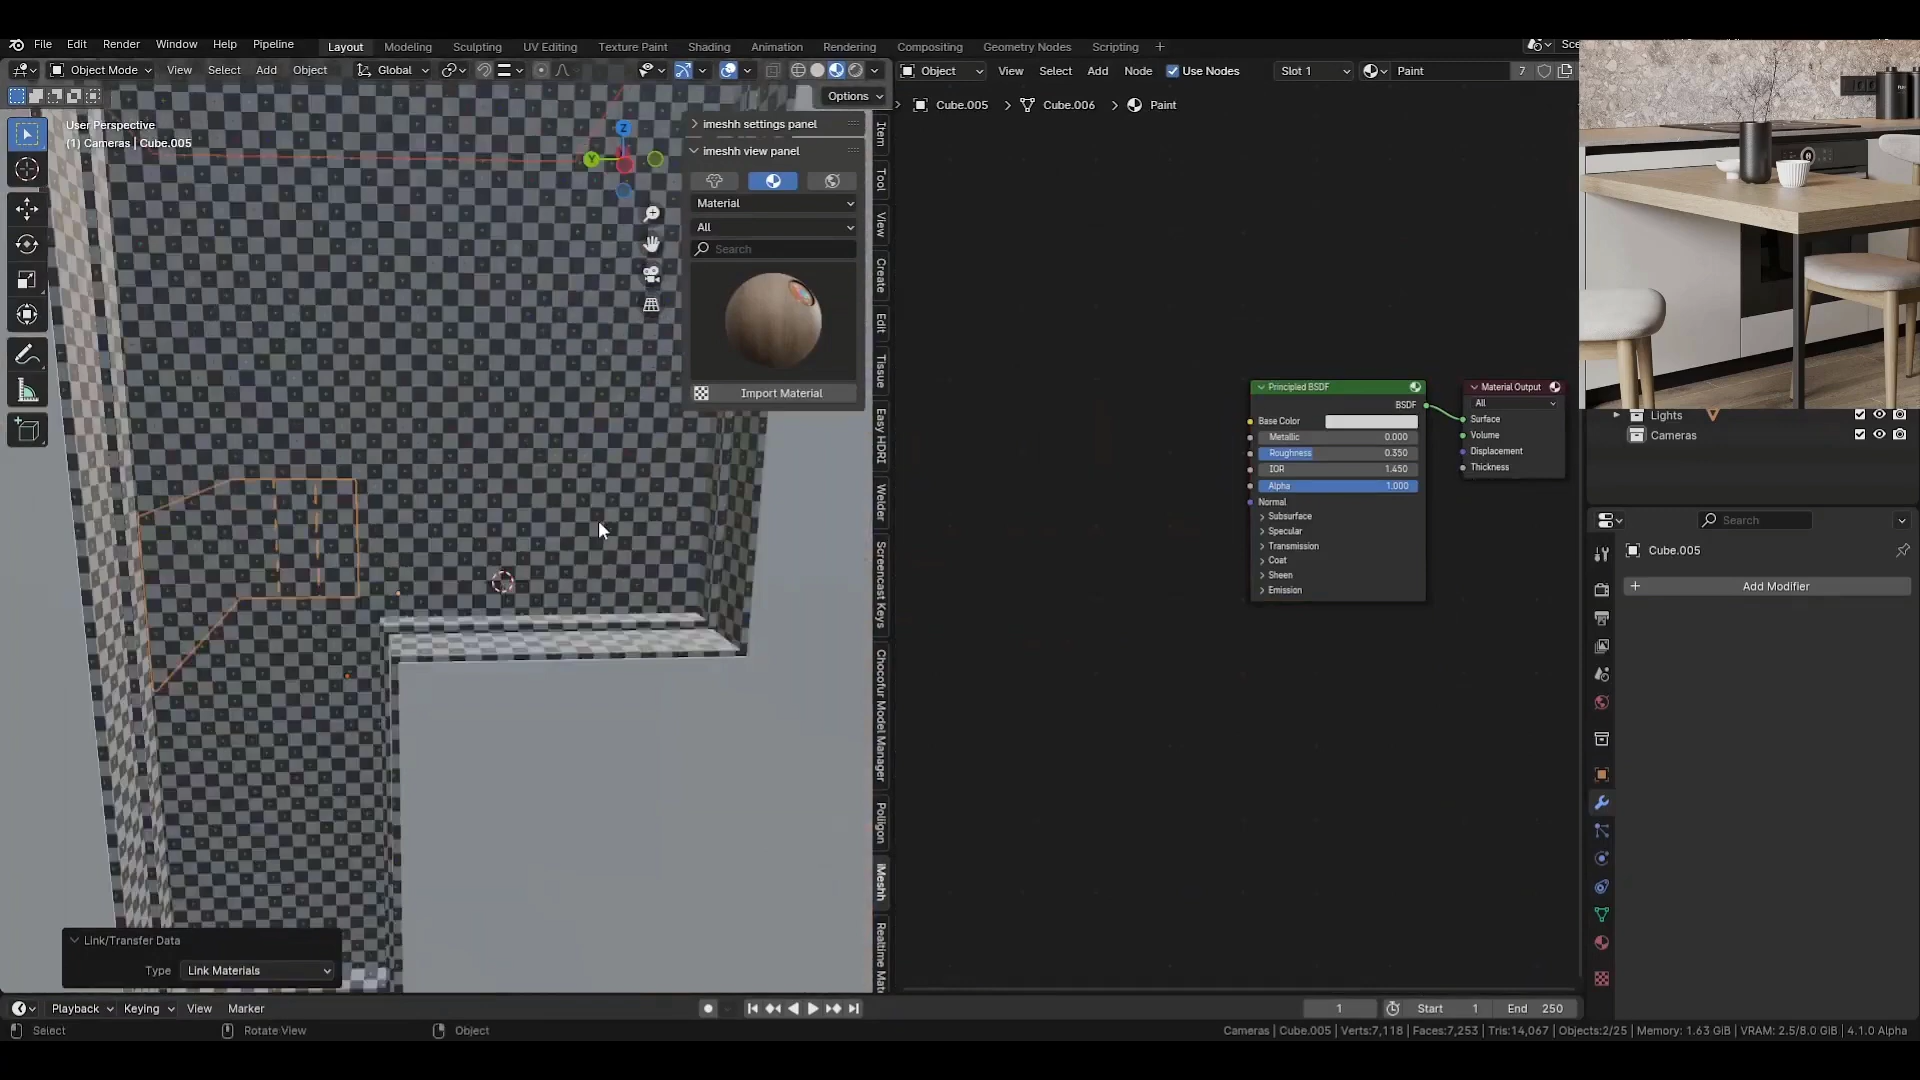 File Edit Render Window Help Pipeline Layout Modeling Sculpting UV Editing Texture Paint Shading Animation Rendering Compositing Geometry Nodes Scripting + Sce
Object Mode View Select Add Object Global
Object View Select Add Node Use Nodes Slot 1 Paint 7
Options
Cube.005 > Cube.006 > Paint
User Perspective
(1) Cameras | Cube.005
imeshh settings panel
imeshh view panel
Material
All
Search
Import Material
Z
Y
Item
Tool
View
Create
Edit
Tissue
Easy HDRI
Welder
Screencast Keys
Chocofur Model Manager
Poliigon
iMeshh
Realtime Mate
Principled BSDF
BSDF
Base Color
Metallic 0.000
Roughness 0.350
IOR 1.450
Alpha 1.000
Normal
Subsurface
Specular
Transmission
Coat
Sheen
Emission
Material Output
All
Surface
Volume
Displacement
Thickness
Lights
Cameras
Search
Cube.005
+ Add Modifier
Link/Transfer Data
Type Link Materials
Playback Keying View Marker 1 Start 1 End 250
Select Rotate View Object Cameras | Cube.005 | Verts:7,118 | Faces:7,253 | Tris:14,067 | Objects:2/25 | Memory: 1.63 GiB | VRAM: 2.5/8.0 GiB | 4.1.0 Alpha